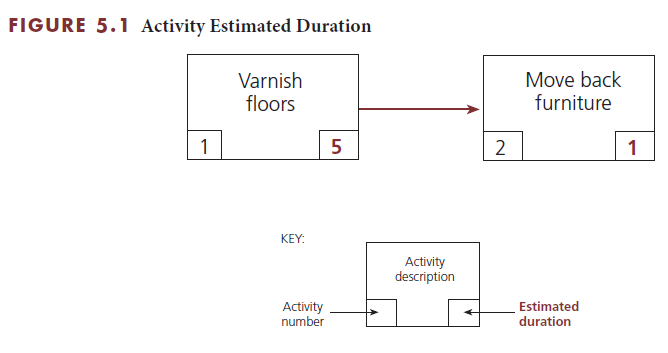 FIGURE 5.1 Activity Estimated Duration
Varnish
floors
1
5
Move back
furniture
2
1
KEY:
Activity
description
Activity
number
Estimated
duration